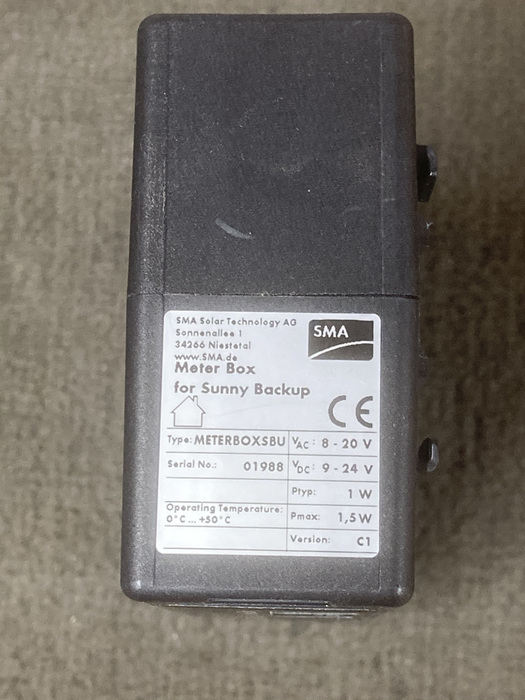 SMA Solar Technology AG
Sonnenallee 1
34266 Niestetal
www.SMA.de
SMA
Meter Box
for Sunny Backup
CE
Type: METERBOXSBU
VAC: 8 - 20 V
Serial No.: 01988
VDC: 9 - 24 V
Ptyp: 1 W
Operating Temperature:
0°C ... +50°C
Pmax: 1,5 W
Version: C1